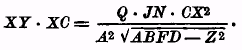 XY · XC = Q · JN · CX² / A² √ABFD − Z² .